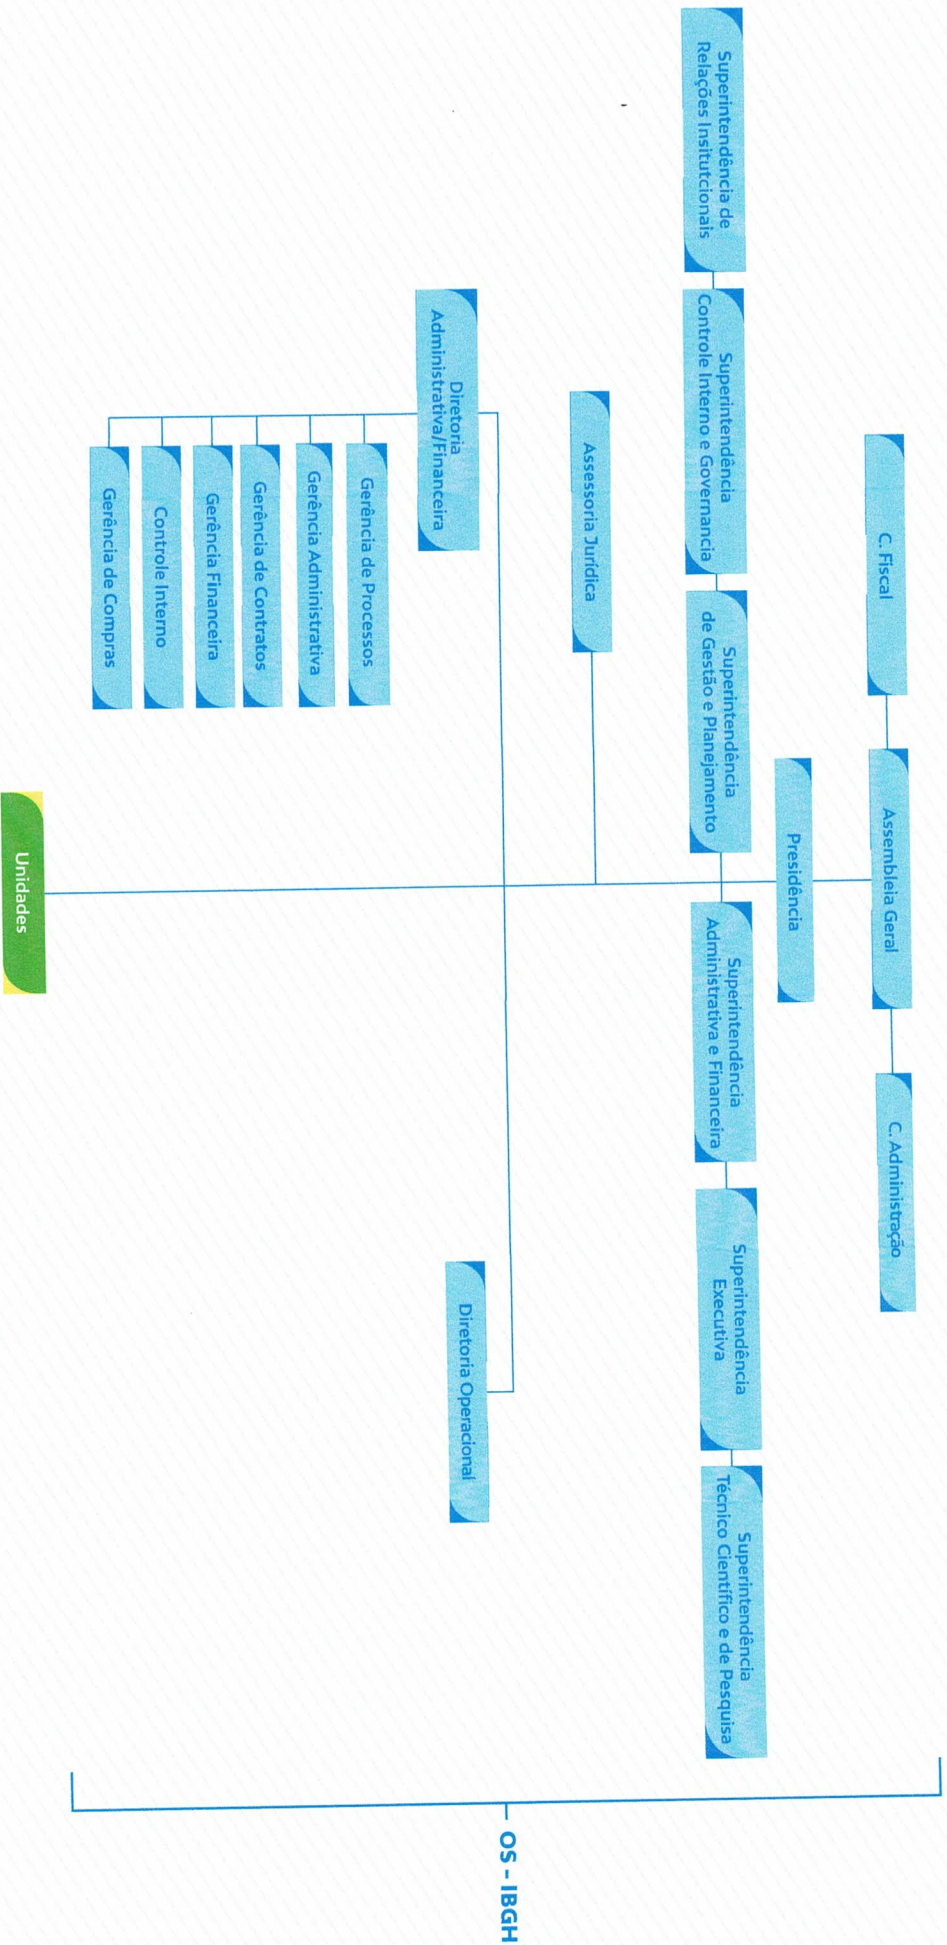 C. Fiscal
Assembleia Geral
C. Administração
Presidência
Superintendência de
Relações Insitutcionais
Superintendência
Controle Interno e Governancia
Superintendência
de Gestão e Planejamento
Superintendência
Administrativa e Financeira
Superintendência
Executiva
Superintendência
Técnico Científico e de Pesquisa
Assessoria Jurídica
Diretoria
Administrativa/Financeira
Diretoria Operacional
Gerência de Processos
Gerência Administrativa
Gerência de Contratos
Gerência Financeira
Controle Interno
Gerência de Compras
Unidades
OS - IBGH